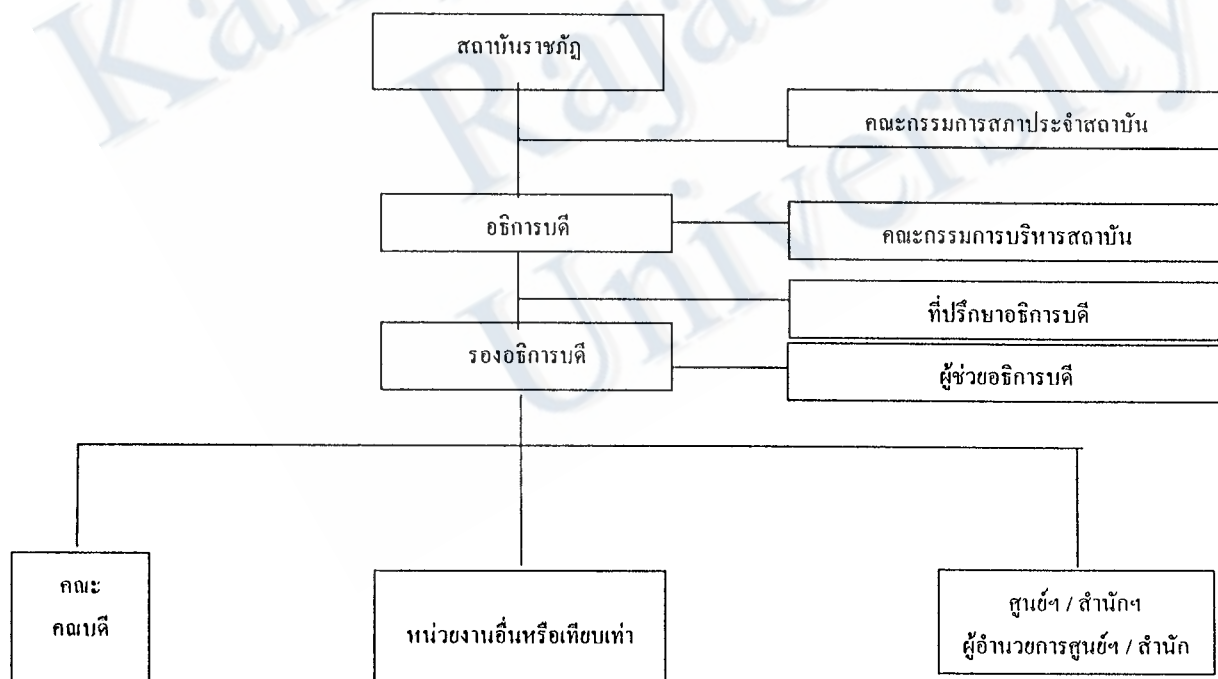 สถาบันราชภัฏ
คณะกรรมการสภาประจำสถาบัน
อธิการบดี
คณะกรรมการบริหารสถาบัน
ที่ปรึกษาอธิการบดี
รองอธิการบดี
ผู้ช่วยอธิการบดี
คณะ
คณบดี
หน่วยงานอื่นหรือเทียบเท่า
ศูนย์ฯ / สำนักฯ
ผู้อำนวยการศูนย์ฯ / สำนัก
University